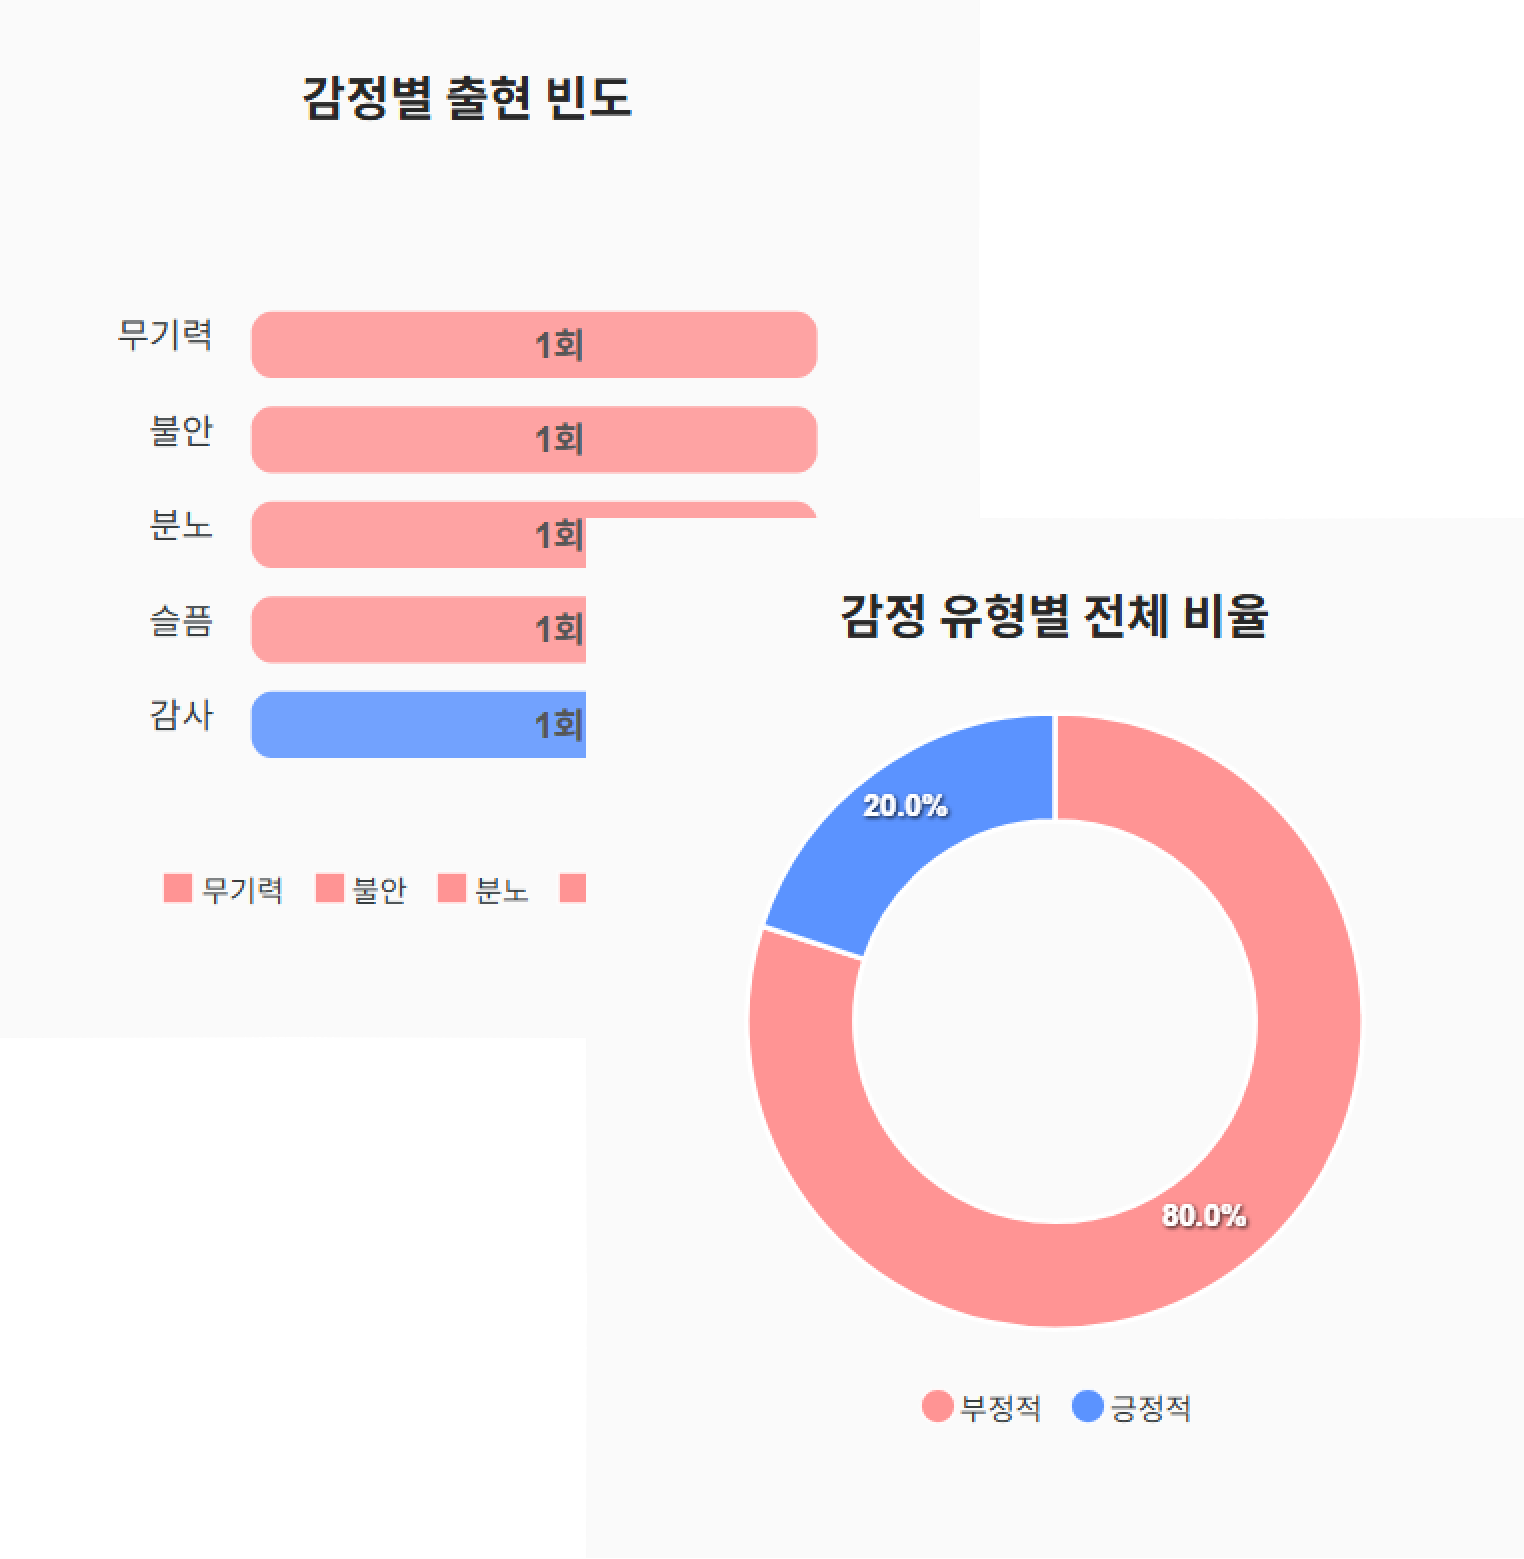 감정별 출현 빈도
무기력 1회
불안 1회
분노 1회
슬픔 1회
감사 1회
무기력 불안 분노
감정 유형별 전체 비율
20.0%
80.0%
부정적 긍정적